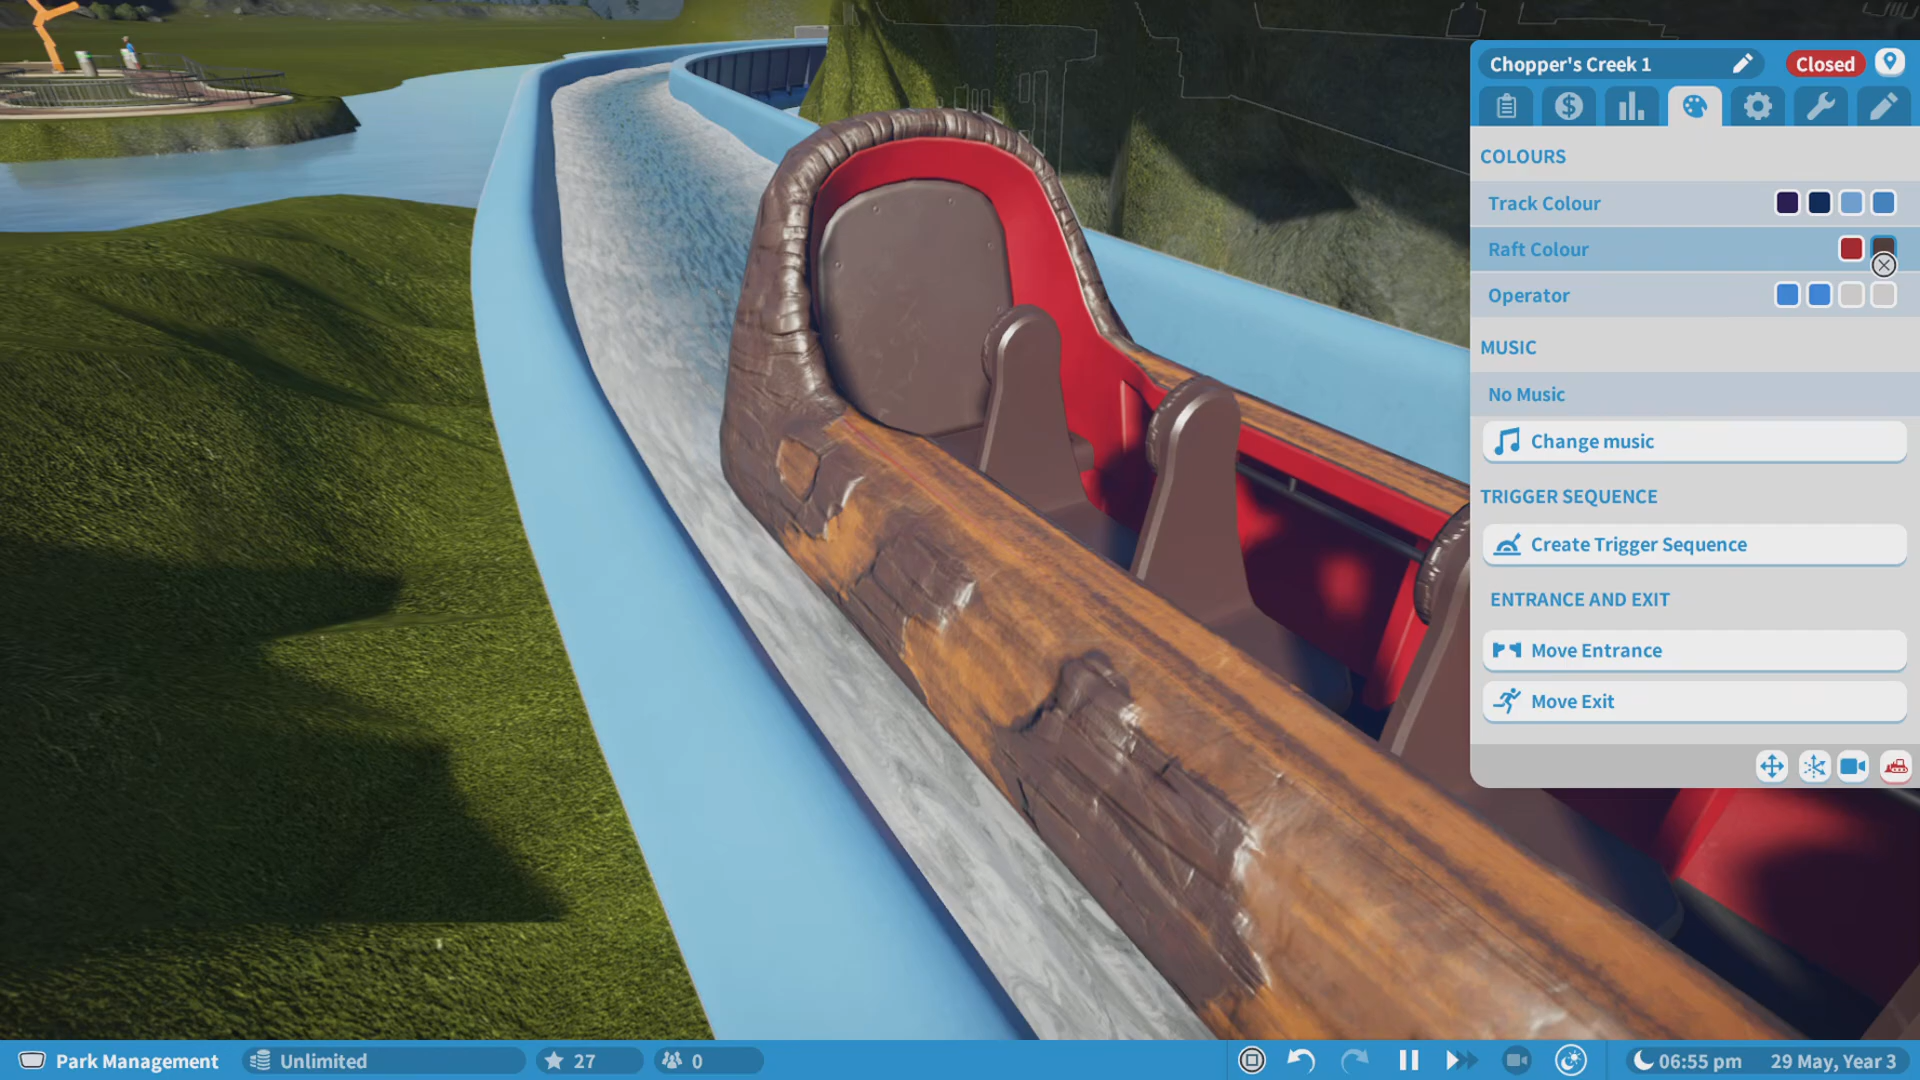 Chopper's Creek 1
Closed
COLOURS
Track Colour
Raft Colour
Operator
MUSIC
No Music
Change music
TRIGGER SEQUENCE
Create Trigger Sequence
ENTRANCE AND EXIT
Move Entrance
Move Exit
Park Management
Unlimited
27
0
06:55 pm
29 May, Year 3